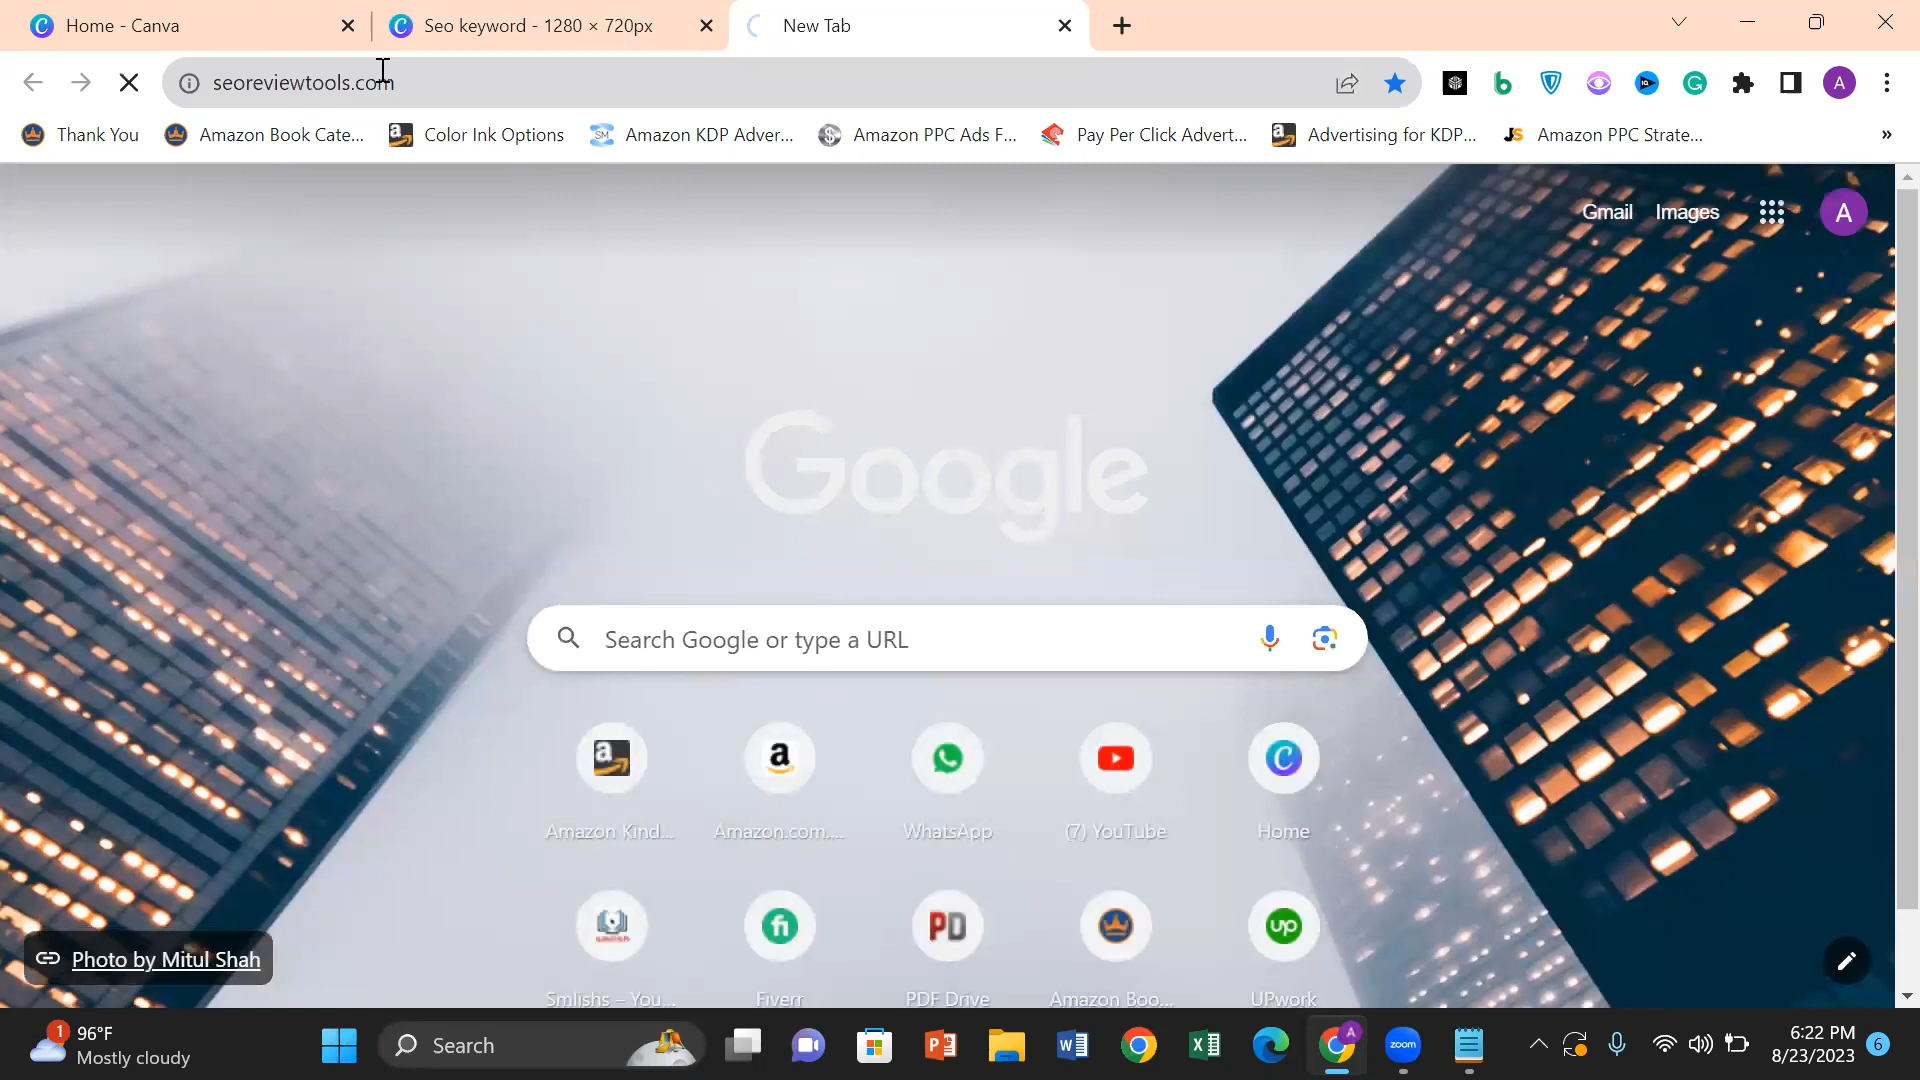 Home - Canva
Seo keyword - 1280 × 720px
New Tab
seoreviewtools.com
Thank You
Amazon Book Cate...
Color Ink Options
Amazon KDP Adver...
Amazon PPC Ads F...
Pay Per Click Advert...
Advertising for KDP...
Amazon PPC Strate...
Gmail
Images
A
Google
Search Google or type a URL
Amazon Kind...
Amazon.com....
WhatsApp
(7) YouTube
Home
Smlishs – You...
Fiverr
PDF Drive
Amazon Boo...
UPwork
Photo by Mitul Shah
1
96°F
Mostly cloudy
Search
zoom
6:22 PM
8/23/2023
6